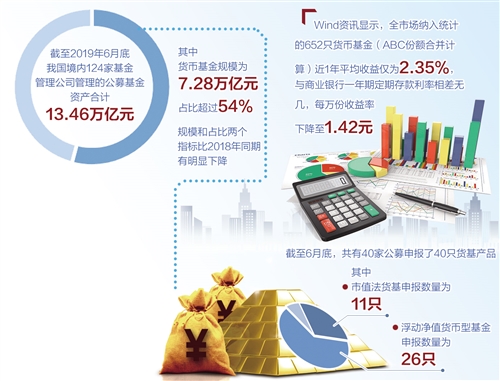 截至2019年6月底
我国境内124家基金
管理公司管理的公募基金
资产合计
13.46万亿元
其中
货币基金规模为
7.28万亿元
占比超过54%
规模和占比两个
指标比2018年同期
有明显下降
Wind资讯显示，全市场纳入统计
的652只货币基金（ABC份额合并计
算）近1年平均收益仅为2.35%，
与商业银行一年期定期存款利率相差无
几，每万份收益率
下降至1.42元
截至6月底，共有40家公募申报了40只货基产品
其中
市值法货基申报数量为
11只
浮动净值货币型基金
申报数量为
26只
¥
¥